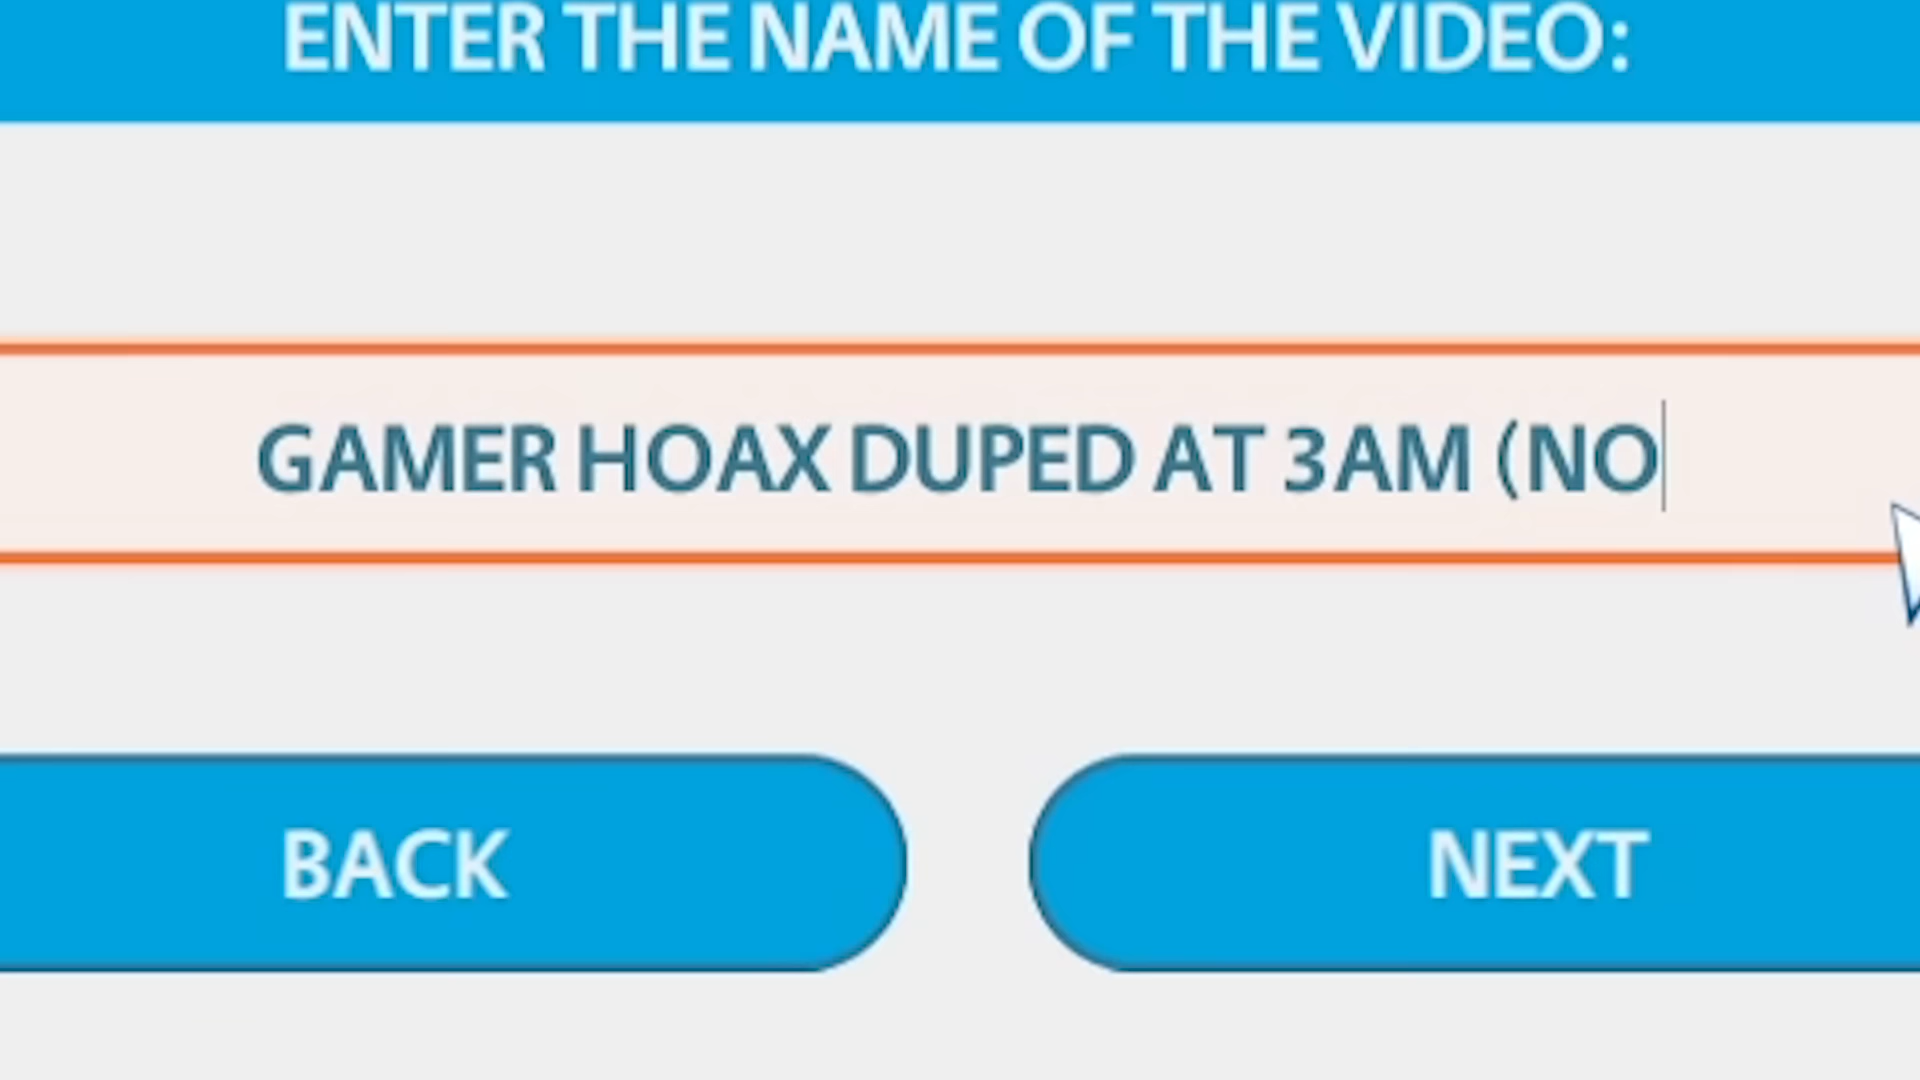 ENTER THE NAME OF THE VIDEO:
GAMER HOAX DUPED AT 3AM (NO
BACK
NEXT